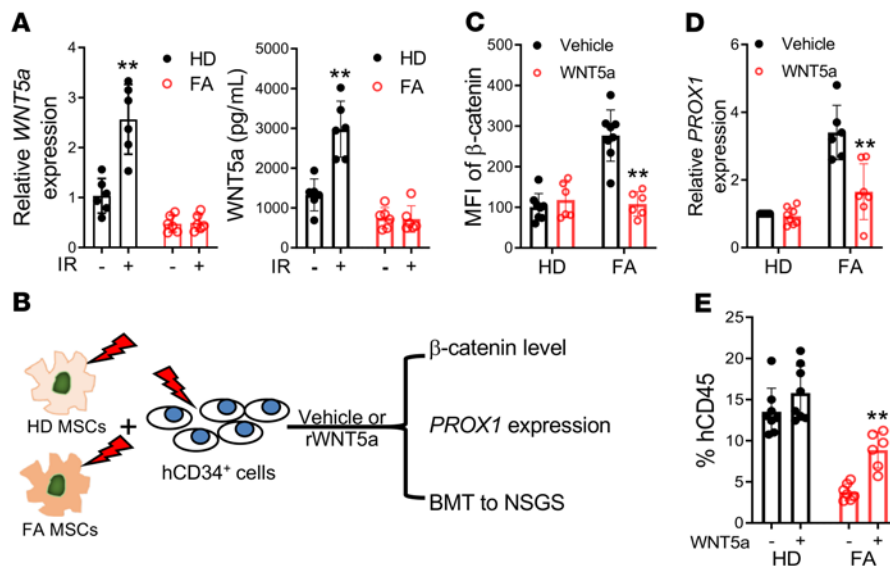 A
Relative WNT5a
expression
4
3
2
1
0
**
HD
FA
IR
-
+
-
+
WNT5a (pg/mL)
5000
4000
3000
2000
1000
0
**
HD
FA
IR
-
+
-
+
C
MFI of β-catenin
500
400
300
200
100
0
Vehicle
WNT5a
**
HD
FA
D
Relative PROX1
expression
6
4
2
0
Vehicle
WNT5a
**
HD
FA
B
HD MSCs
FA MSCs
+
hCD34+ cells
Vehicle or
rWNT5a
β-catenin level
PROX1 expression
BMT to NSGS
E
% hCD45
25
20
15
10
5
0
**
WNT5a
-
+
-
+
HD
FA